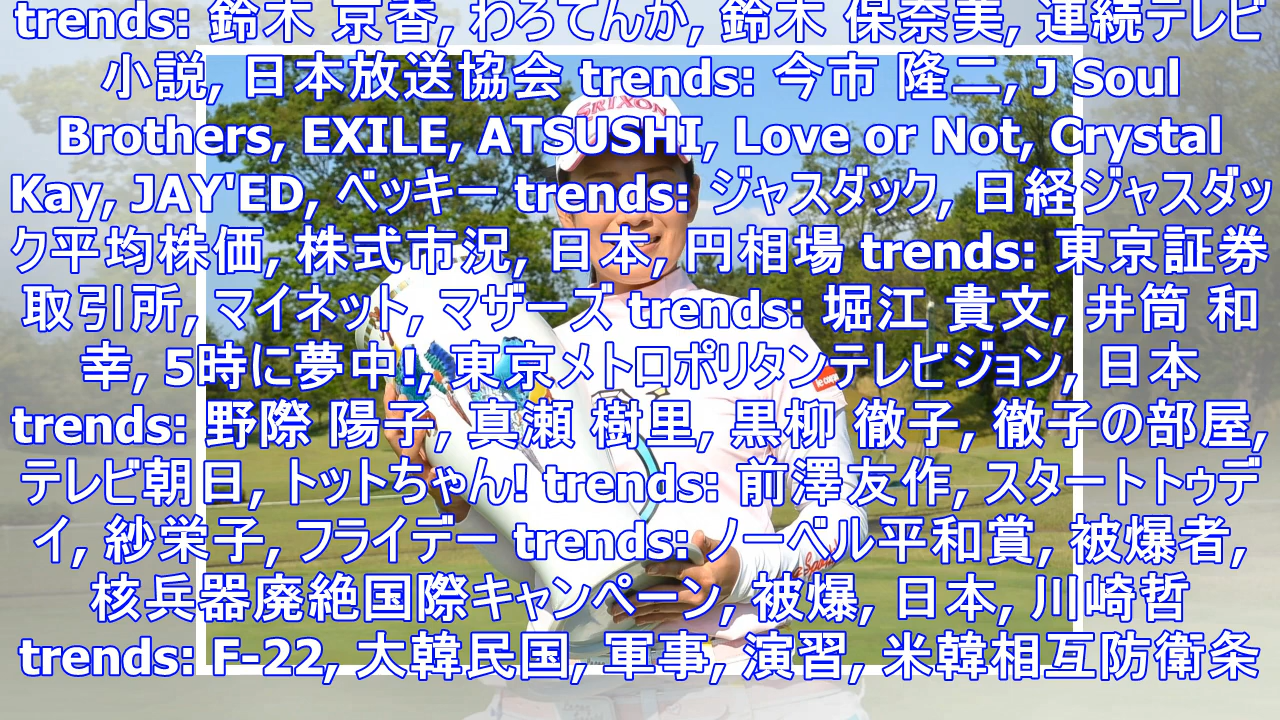 trends: 鈴木 京香, わろてんか, 鈴木 保奈美, 連続テレビ
小説, 日本放送協会 trends: 今市 隆二, J Soul
Brothers, EXILE, ATSUSHI, Love or Not, Crystal
Kay, JAY'ED, ベッキー trends: ジャスダック, 日経ジャスダッ
ク平均株価, 株式市況, 日本, 円相場 trends: 東京証券
取引所, マイネット, マザーズ trends: 堀江 貴文, 井筒 和
幸, 5時に夢中!, 東京メトロポリタンテレビジョン, 日本
trends: 野際 陽子, 真瀬 樹里, 黒柳 徹子, 徹子の部屋,
テレビ朝日, トットちゃん! trends: 前澤友作, スタートトゥデ
イ, 紗栄子, フライデー trends: ノーベル平和賞, 被爆者,
核兵器廃絶国際キャンペーン, 被爆, 日本, 川崎哲
trends: F-22, 大韓民国, 軍事, 演習, 米韓相互防衛条
SRIXON